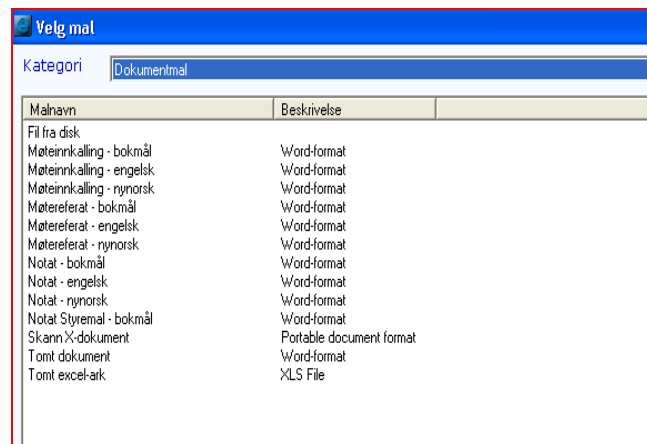 Velg mal
Kategori Dokumentmal
Malnavn Beskrivelse
Fil fra disk
Møteinnkalling - bokmål Word-format
Møteinnkalling - engelsk Word-format
Møteinnkalling - nynorsk Word-format
Møtereferat - bokmål Word-format
Møtereferat - engelsk Word-format
Møtereferat - nynorsk Word-format
Notat - bokmål Word-format
Notat - engelsk Word-format
Notat - nynorsk Word-format
Notat Styremal - bokmål Word-format
Skann X-dokument Portable document format
Tomt dokument Word-format
Tomt excel-ark XLS File